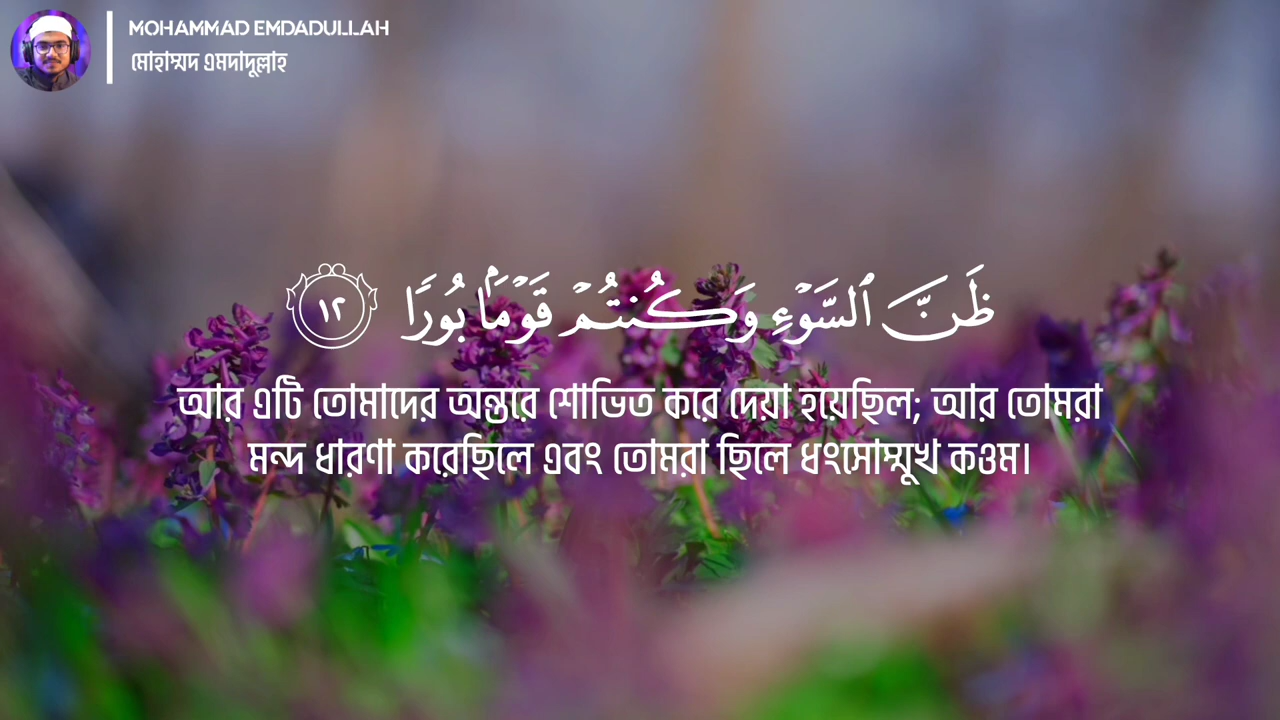 MOHAMMAD EMDADULLAH
মোহাম্মদ এমদাদুল্লাহ
ظَنَّ ٱلسَّوْءِ وَكُنتُمْ قَوْمًۢا بُورًا ١٢
আর এটি তোমাদের অন্তরে শোভিত করে দেয়া হয়েছিল; আর তোমরা
মন্দ ধারণা করেছিলে এবং তোমরা ছিলে ধংসোম্মুখ কওম।